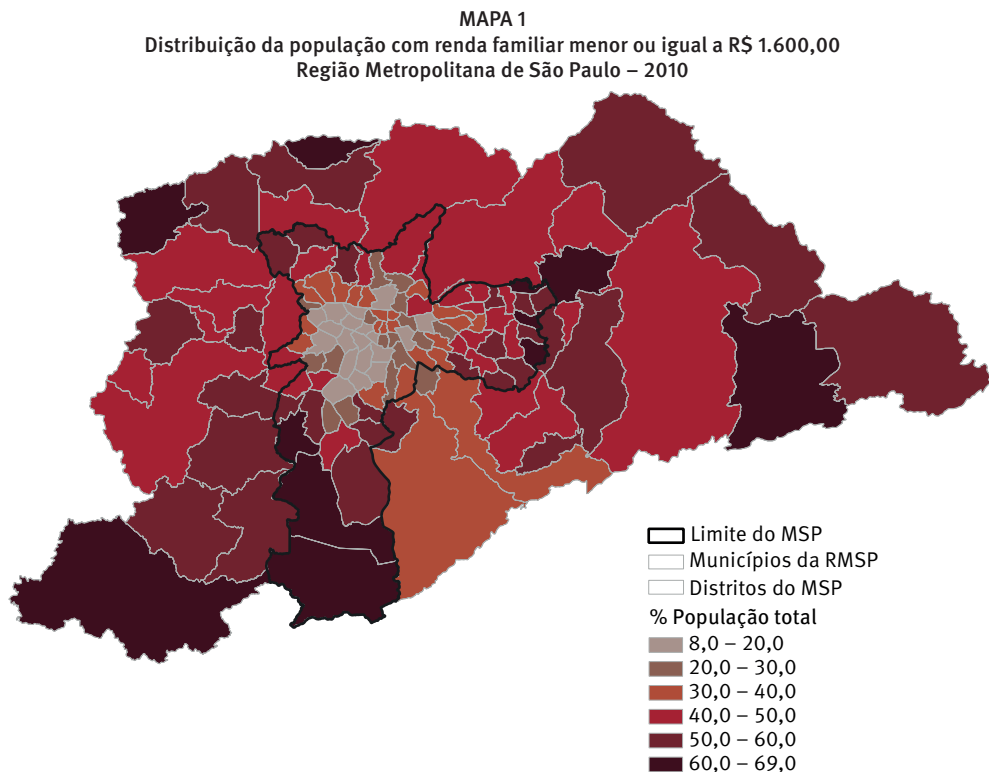 MAPA 1
Distribuição da população com renda familiar menor ou igual a R$ 1.600,00
Região Metropolitana de São Paulo – 2010
Limite do MSP
Municípios da RMSP
Distritos do MSP
% População total
8,0 – 20,0
20,0 – 30,0
30,0 – 40,0
40,0 – 50,0
50,0 – 60,0
60,0 – 69,0